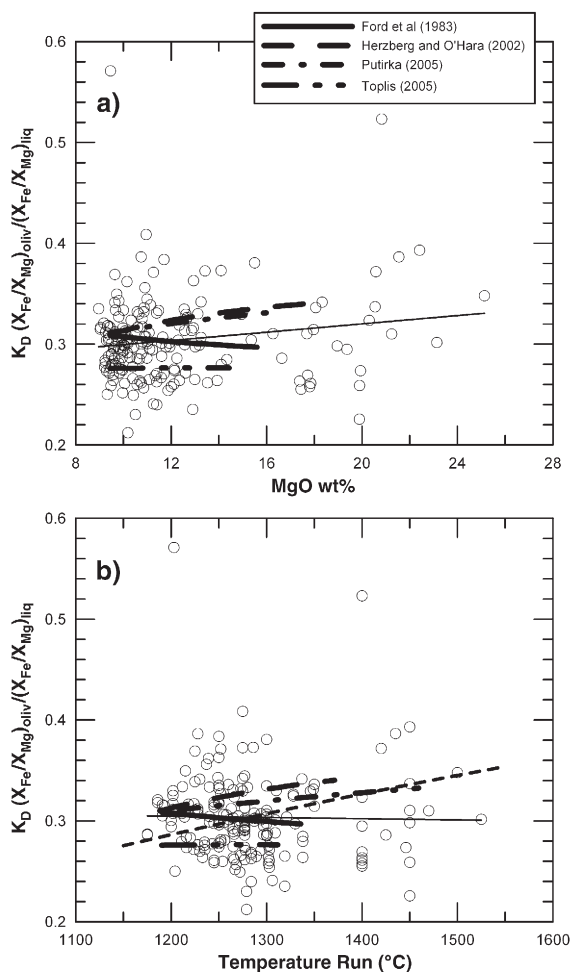 Ford et al (1983)
Herzberg and O'Hara (2002)
Putirka (2005)
Toplis (2005)
0.6
0.5
0.4
0.3
0.2
a)
K_D (X_Fe/X_Mg)_oliv/(X_Fe/X_Mg)_liq
8 12 16 20 24 28
MgO wt%
0.6
0.5
0.4
0.3
0.2
b)
K_D (X_Fe/X_Mg)_oliv/(X_Fe/X_Mg)_liq
1100 1200 1300 1400 1500 1600
Temperature Run (°C)